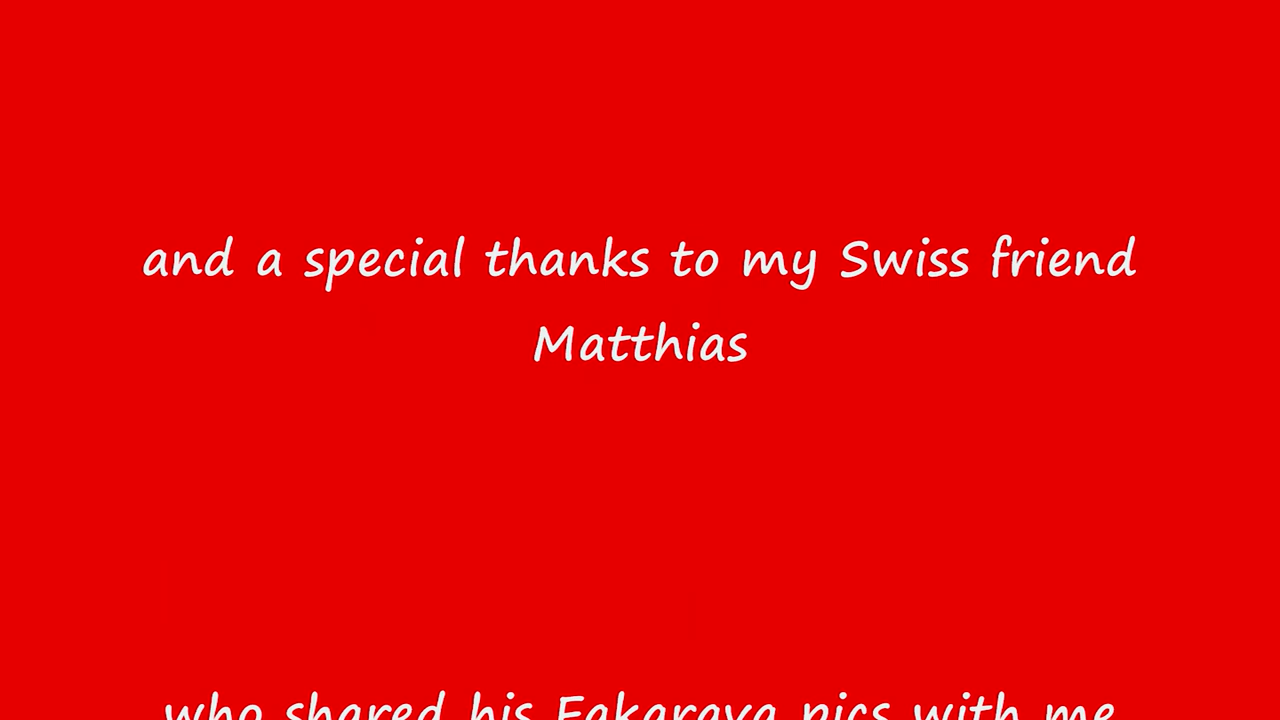 and a special thanks to my Swiss friend
Matthias
who shared his Fakarava pics with me